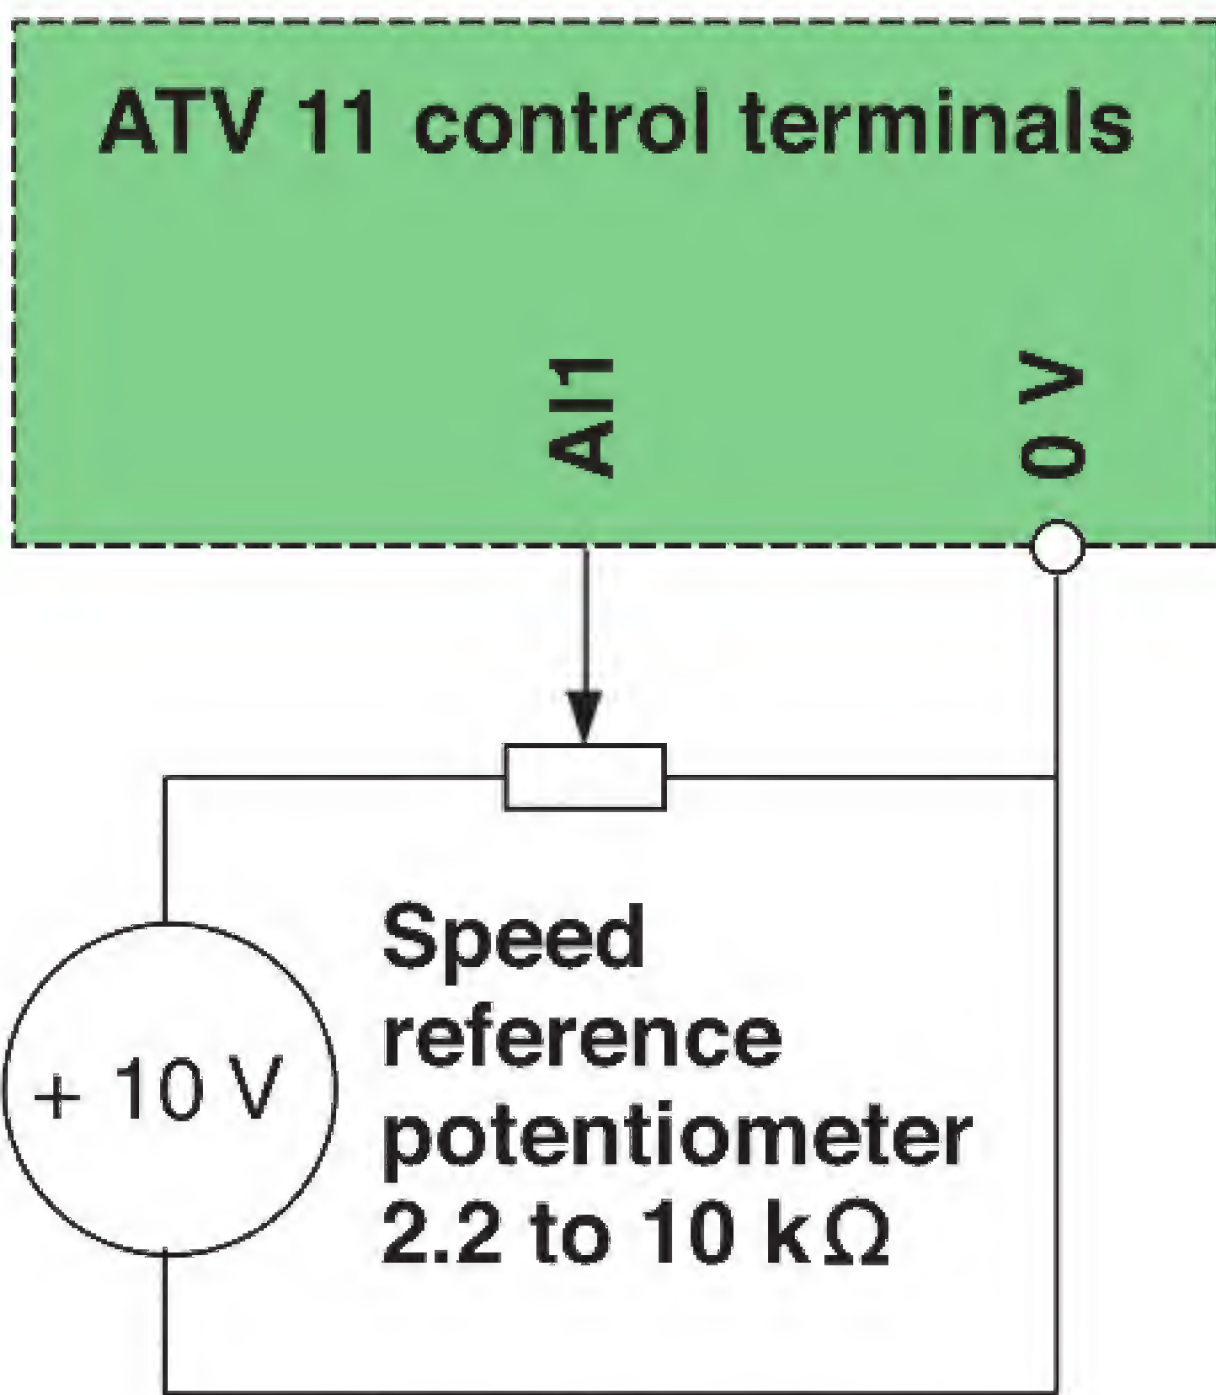 ATV 11 control terminals
AI1
0 V
Speed
reference
potentiometer
2.2 to 10 kΩ
+ 10 V